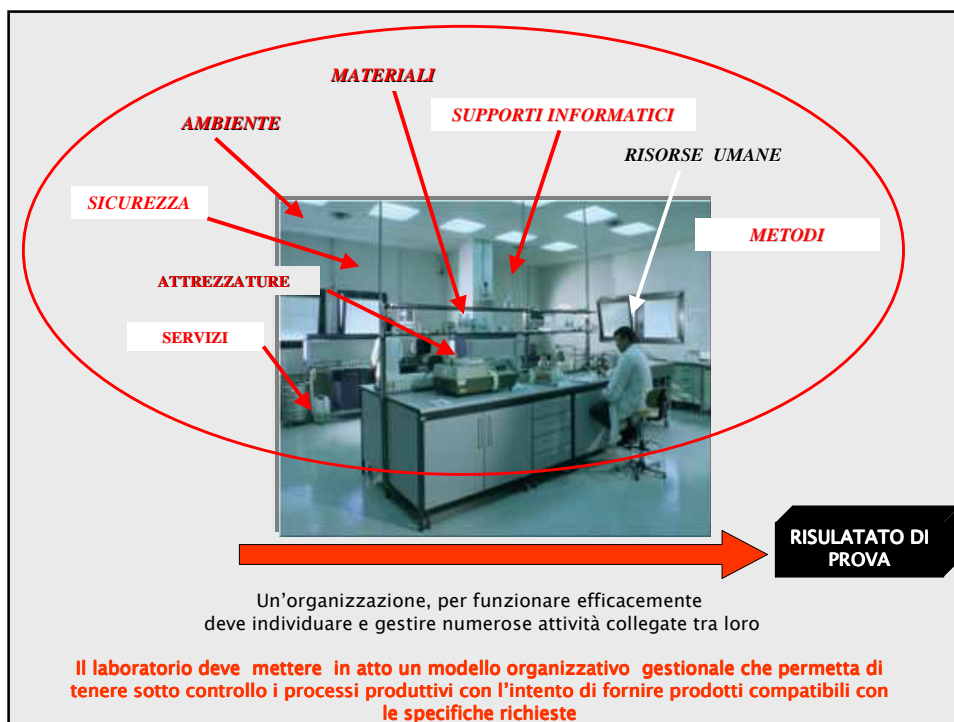 MATERIALI
SUPPORTI INFORMATICI
AMBIENTE
RISORSE UMANE
SICUREZZA
METODI
ATTREZZATURE
SERVIZI
RISULATATO DI
PROVA
Un'organizzazione, per funzionare efficacemente
deve individuare e gestire numerose attività collegate tra loro
Il laboratorio deve mettere in atto un modello organizzativo gestionale che permetta di
tenere sotto controllo i processi produttivi con l'intento di fornire prodotti compatibili con
le specifiche richieste